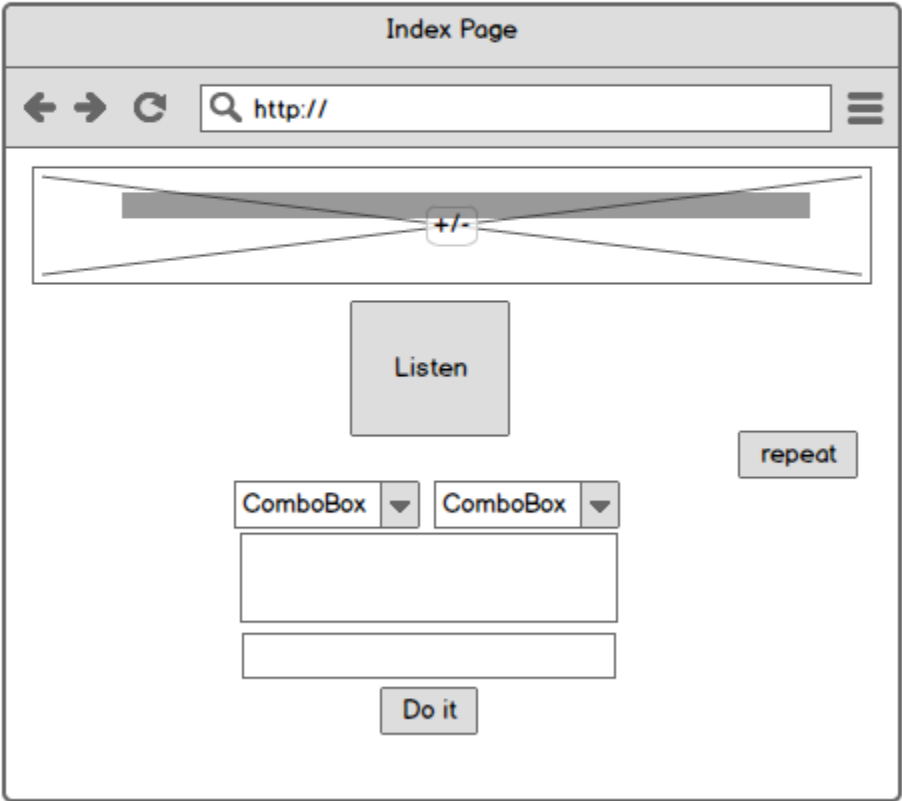 Index Page
http://
+/-
Listen
repeat
ComboBox ComboBox
Do it